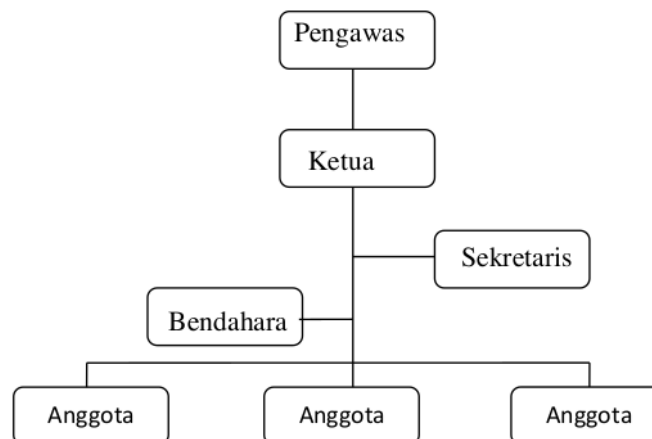 Pengawas
Ketua
Sekretaris
Bendahara
Anggota
Anggota
Anggota